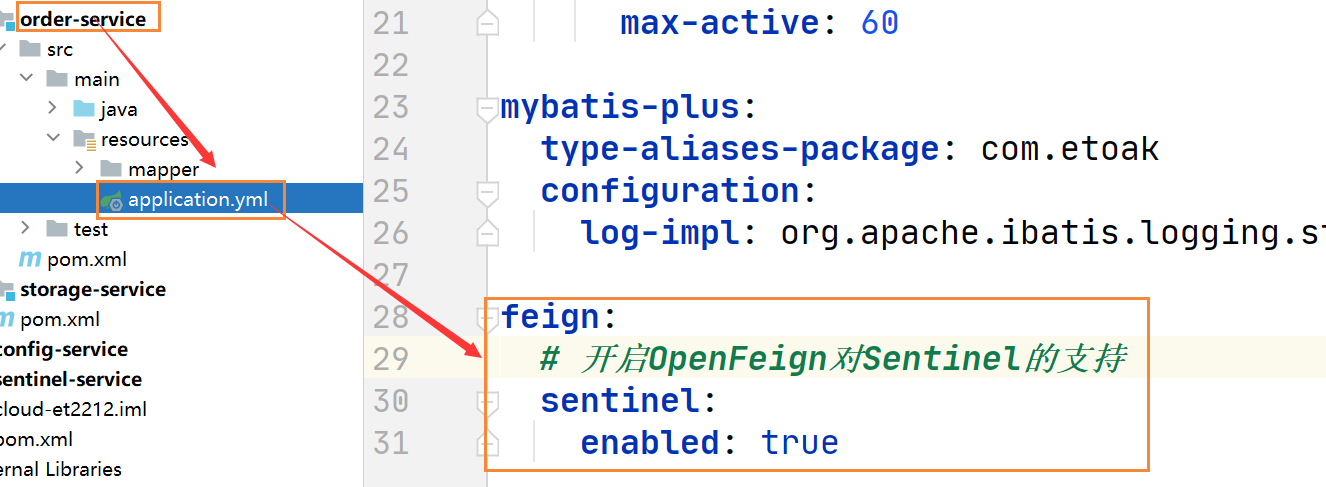 order-service
src
main
java
resources
mapper
application.yml
test
pom.xml
storage-service
pom.xml
config-service
sentinel-service
cloud-et2212.iml
pom.xml
ernal Libraries
21 max-active: 60
22
23 mybatis-plus:
24 type-aliases-package: com.etoak
25 configuration:
26 log-impl: org.apache.ibatis.logging.st
27
28 feign:
29 # 开启OpenFeign对Sentinel的支持
30 sentinel:
31 enabled: true